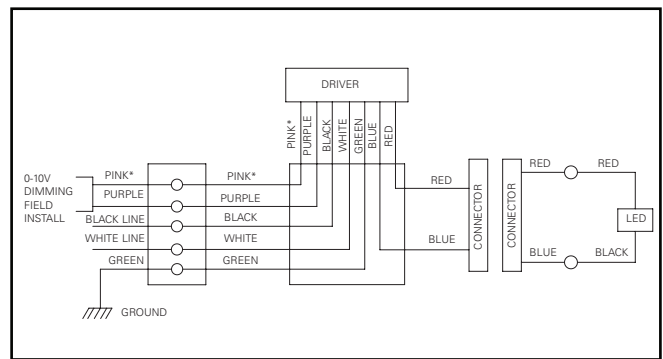 DRIVER
PINK*
PURPLE
BLACK
WHITE
GREEN
BLUE
RED
0-10V
DIMMING
FIELD
INSTALL
PINK*
PURPLE
BLACK LINE
WHITE LINE
GREEN
PINK*
PURPLE
BLACK
WHITE
GREEN
RED
BLUE
CONNECTOR
CONNECTOR
RED
RED
LED
BLUE
BLACK
GROUND